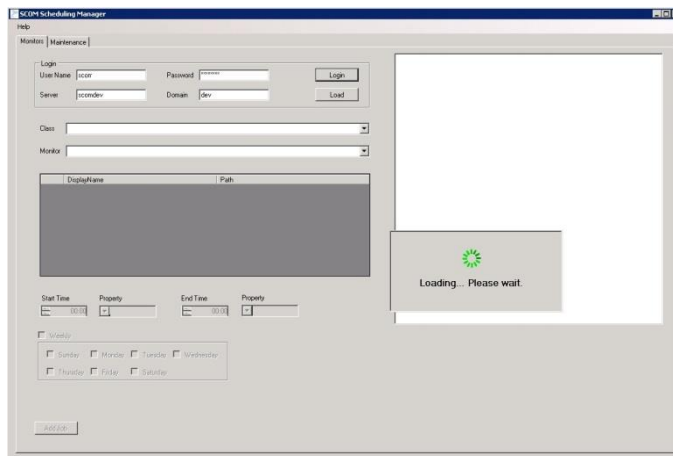 SCOM Scheduling Manager
Help
Monitors Maintenance
Login
User Name scom Password ******** Login
Server scomdev Domain dev Load
Class
Monitor
DisplayName Path
Loading... Please wait.
Start Time Property End Time Property
00:00 00:00
Weekly
Sunday Monday Tuesday Wednesday
Thursday Friday Saturday
Add Job